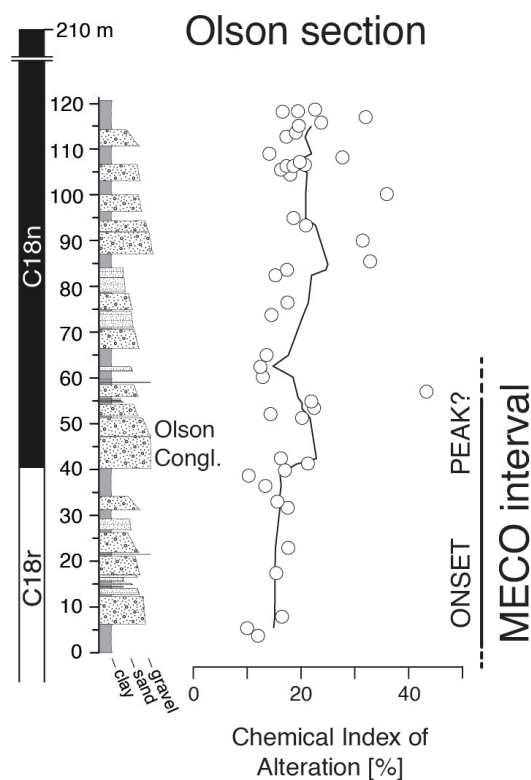 Olson section
210 m
120
110
100
90
80
70
60
50
40
30
20
10
0
C18n
C18r
Olson
Congl.
clay
sand
gravel
0
20
40
Chemical Index of
Alteration [%]
ONSET
PEAK?
MECO interval